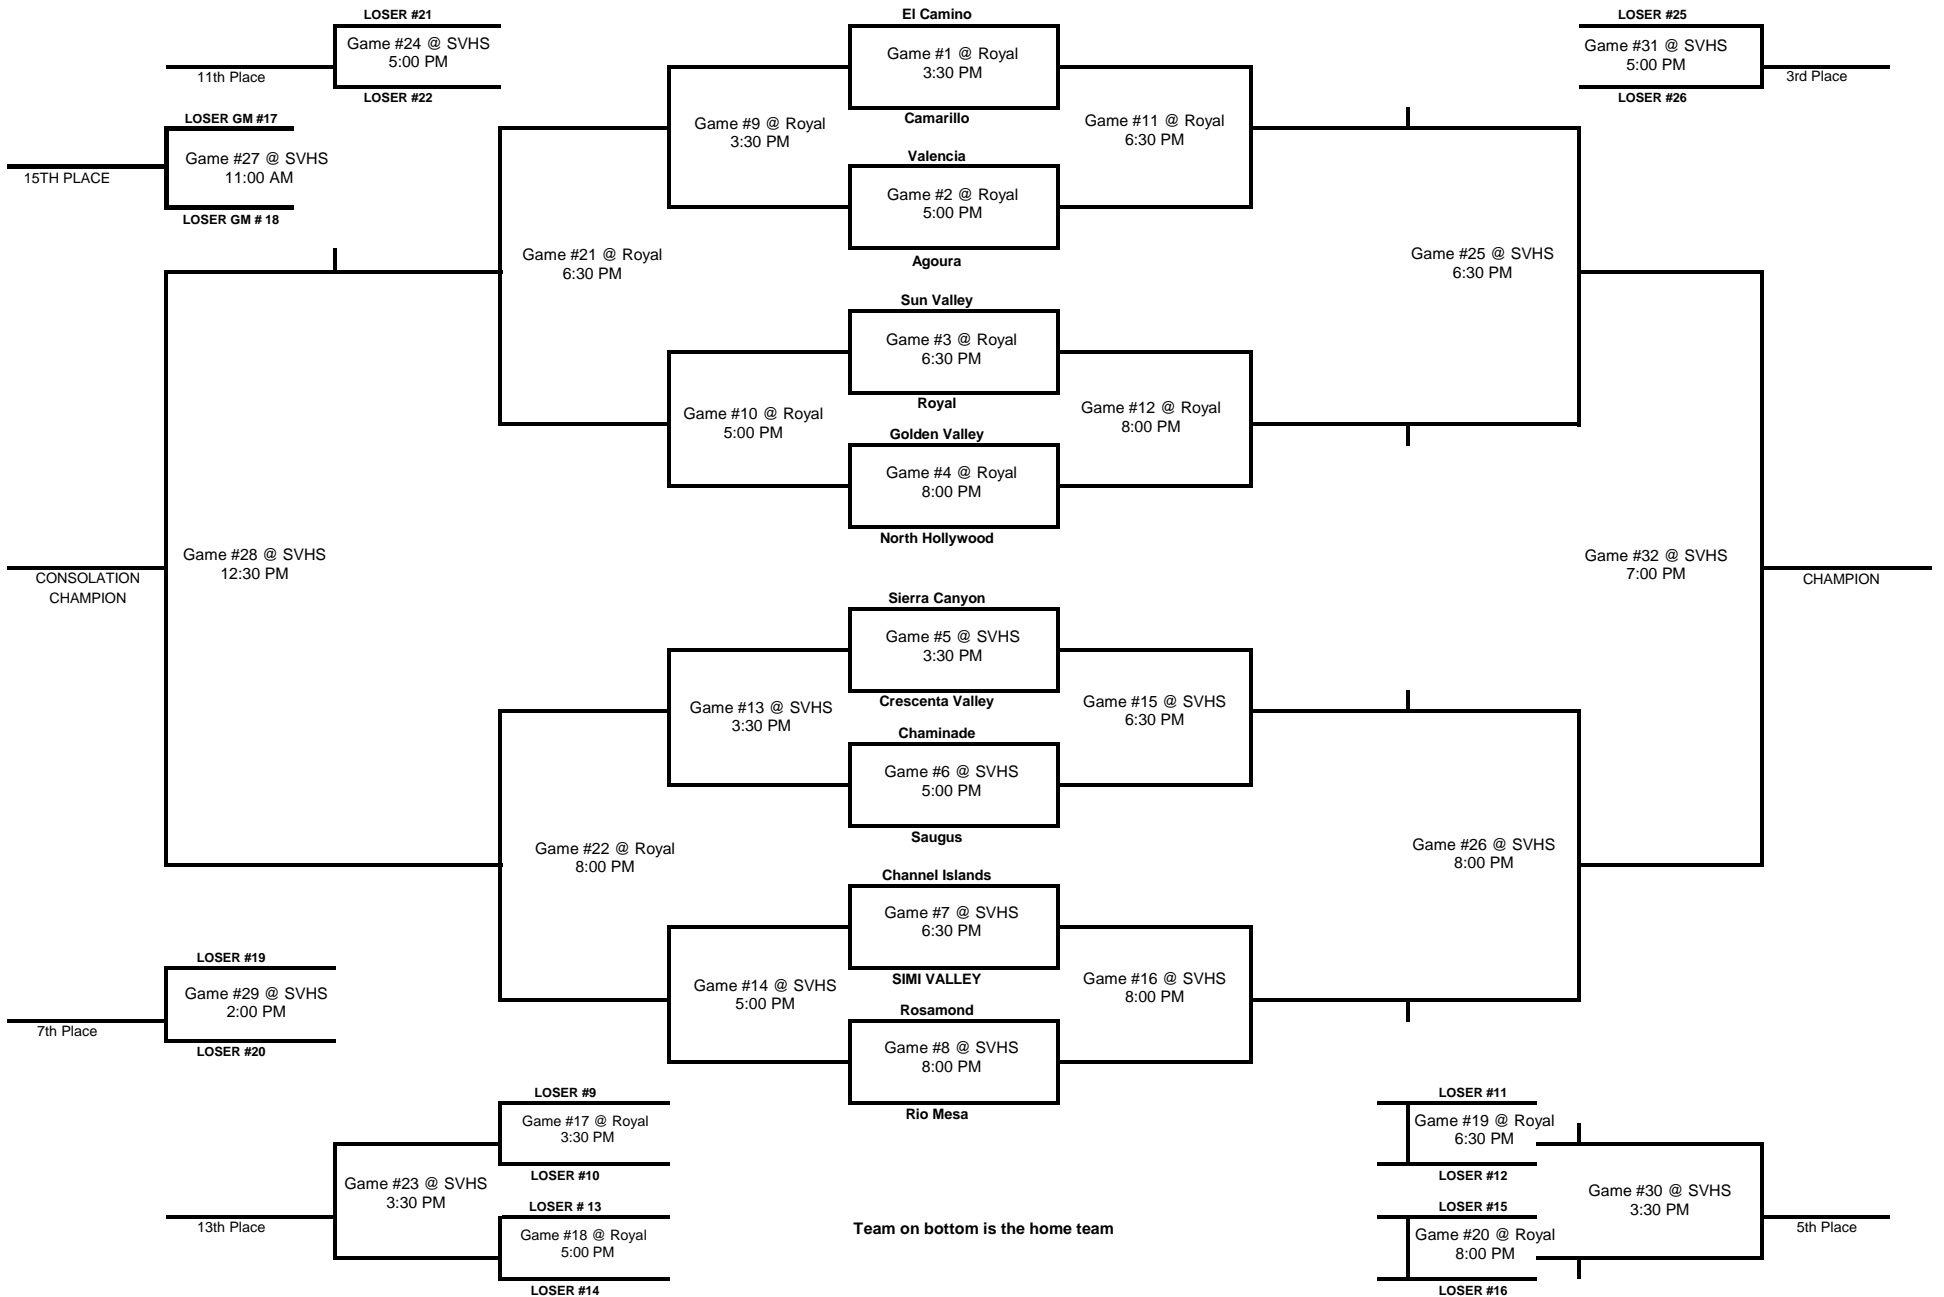 LOSER #21
Game #24 @ SVHS
5:00 PM
11th Place
LOSER #22
LOSER GM #17
Game #27 @ SVHS
11:00 AM
15TH PLACE
LOSER GM # 18
Game #21 @ Royal
6:30 PM
Game #28 @ SVHS
12:30 PM
CONSOLATION
CHAMPION
Game #22 @ Royal
8:00 PM
LOSER #19
Game #29 @ SVHS
2:00 PM
7th Place
LOSER #20
LOSER #9
Game #17 @ Royal
3:30 PM
LOSER #10
Game #23 @ SVHS
3:30 PM
13th Place
LOSER # 13
Game #18 @ Royal
5:00 PM
LOSER #14
Game #9 @ Royal
3:30 PM
Game #10 @ Royal
5:00 PM
Game #13 @ SVHS
3:30 PM
Game #14 @ SVHS
5:00 PM
El Camino
Game #1 @ Royal
3:30 PM
Camarillo
Valencia
Game #2 @ Royal
5:00 PM
Agoura
Sun Valley
Game #3 @ Royal
6:30 PM
Royal
Golden Valley
Game #4 @ Royal
8:00 PM
North Hollywood
Sierra Canyon
Game #5 @ SVHS
3:30 PM
Crescenta Valley
Chaminade
Game #6 @ SVHS
5:00 PM
Saugus
Channel Islands
Game #7 @ SVHS
6:30 PM
SIMI VALLEY
Rosamond
Game #8 @ SVHS
8:00 PM
Rio Mesa
Team on bottom is the home team
Game #11 @ Royal
6:30 PM
Game #12 @ Royal
8:00 PM
Game #15 @ SVHS
6:30 PM
Game #16 @ SVHS
8:00 PM
LOSER #25
Game #31 @ SVHS
5:00 PM
3rd Place
LOSER #26
Game #25 @ SVHS
6:30 PM
Game #32 @ SVHS
7:00 PM
CHAMPION
Game #26 @ SVHS
8:00 PM
LOSER #11
Game #19 @ Royal
6:30 PM
LOSER #12
Game #30 @ SVHS
3:30 PM
5th Place
LOSER #15
Game #20 @ Royal
8:00 PM
LOSER #16